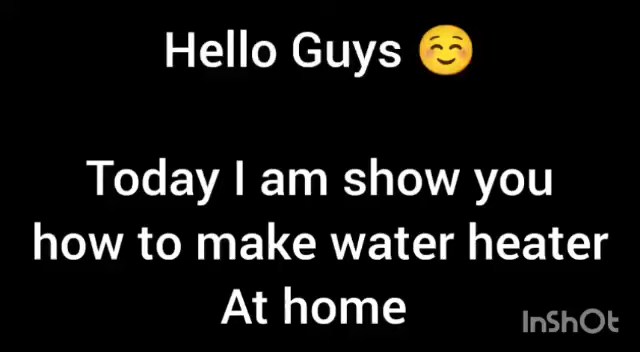 Hello Guys ☺️
Today I am show you
how to make water heater
At home
InShOt